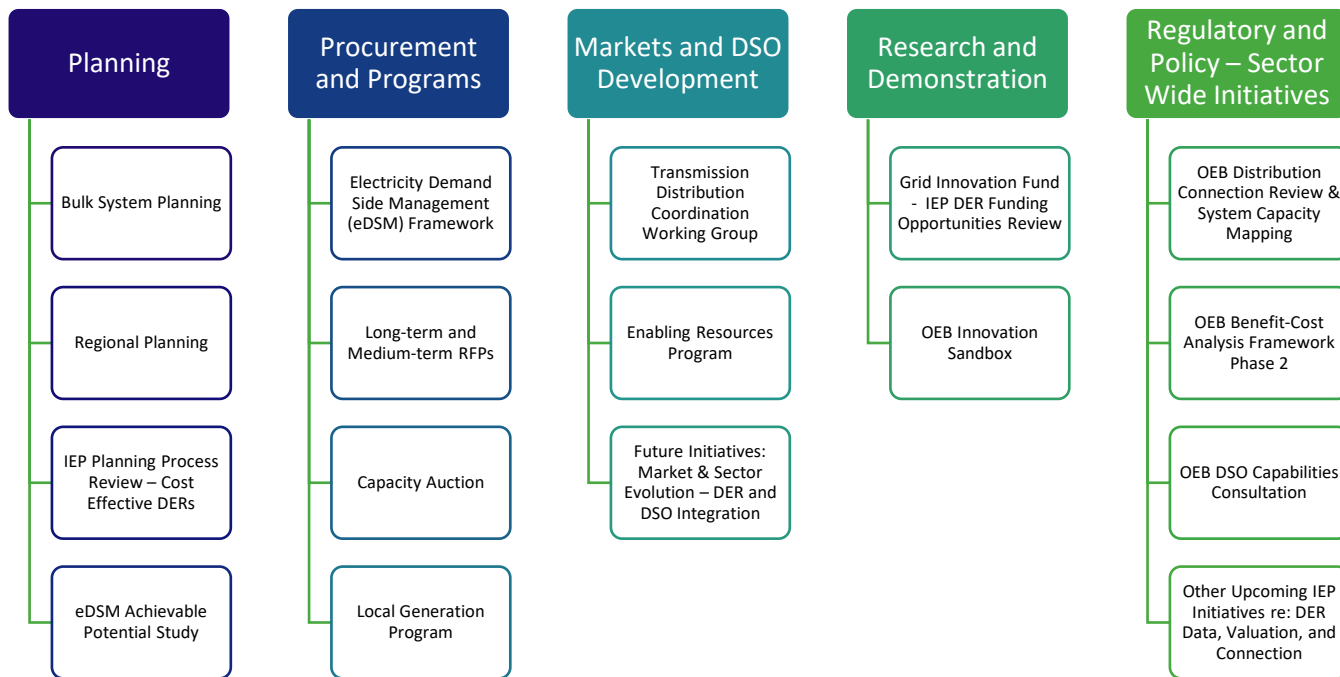 Planning
Bulk System Planning
Regional Planning
IEP Planning Process
Review – Cost
Effective DERs
eDSM Achievable
Potential Study
Procurement
and Programs
Electricity Demand
Side Management
(eDSM) Framework
Long-term and
Medium-term RFPs
Capacity Auction
Local Generation
Program
Markets and DSO
Development
Transmission
Distribution
Coordination
Working Group
Enabling Resources
Program
Future Initiatives:
Market & Sector
Evolution – DER and
DSO Integration
Research and
Demonstration
Grid Innovation Fund
- IEP DER Funding
Opportunities Review
OEB Innovation
Sandbox
Regulatory and
Policy – Sector
Wide Initiatives
OEB Distribution
Connection Review &
System Capacity
Mapping
OEB Benefit-Cost
Analysis Framework
Phase 2
OEB DSO Capabilities
Consultation
Other Upcoming IEP
Initiatives re: DER
Data, Valuation, and
Connection